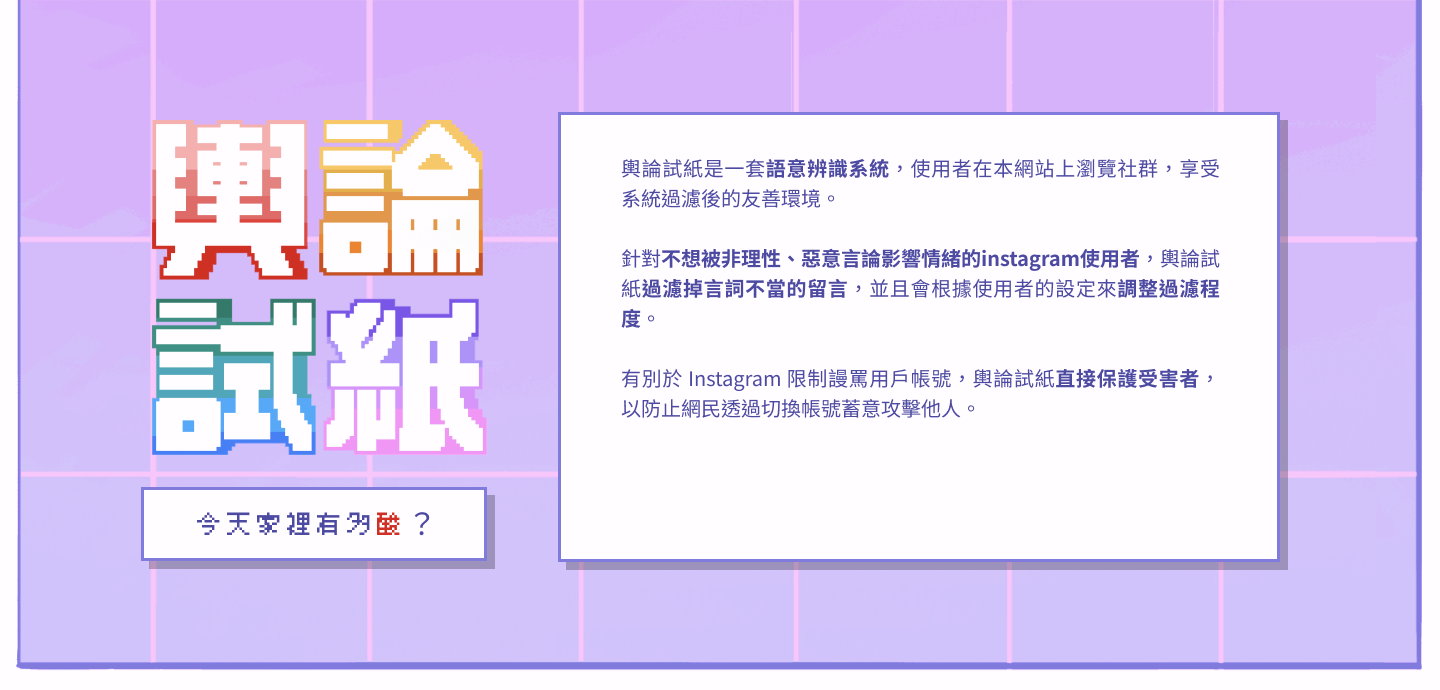 輿論
試紙
今天家裡有多酸？
輿論試紙是一套語意辨識系統，使用者在本網站上瀏覽社群，享受
系統過濾後的友善環境。
針對不想被非理性、惡意言論影響情緒的instagram使用者，輿論試
紙過濾掉言詞不當的留言，並且會根據使用者的設定來調整過濾程
度。
有別於 Instagram 限制謾罵用戶帳號，輿論試紙直接保護受害者，
以防止網民透過切換帳號蓄意攻擊他人。